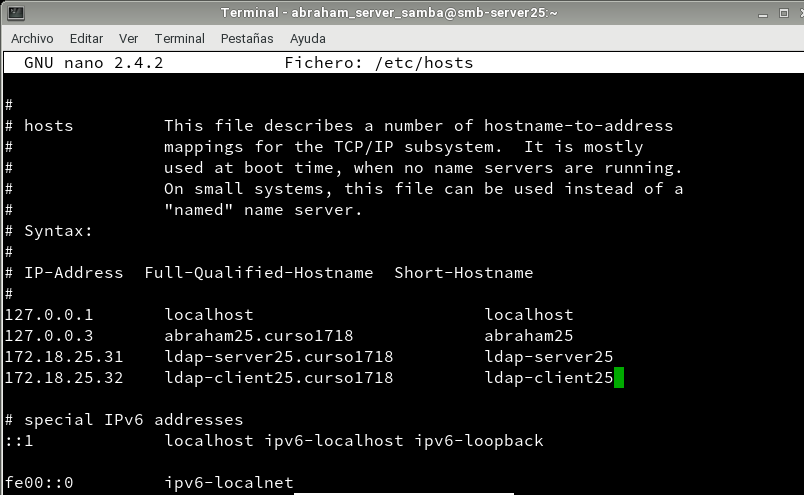 Terminal - abraham_server_samba@smb-server25:~
Archivo Editar Ver Terminal Pestañas Ayuda
GNU nano 2.4.2 Fichero: /etc/hosts
#
# hosts This file describes a number of hostname-to-address
# mappings for the TCP/IP subsystem. It is mostly
# used at boot time, when no name servers are running.
# On small systems, this file can be used instead of a
# "named" name server.
# Syntax:
#
# IP-Address Full-Qualified-Hostname Short-Hostname
#
127.0.0.1 localhost localhost
127.0.0.3 abraham25.curso1718 abraham25
172.18.25.31 ldap-server25.curso1718 ldap-server25
172.18.25.32 ldap-client25.curso1718 ldap-client25
# special IPv6 addresses
::1 localhost ipv6-localhost ipv6-loopback
fe00::0 ipv6-localnet